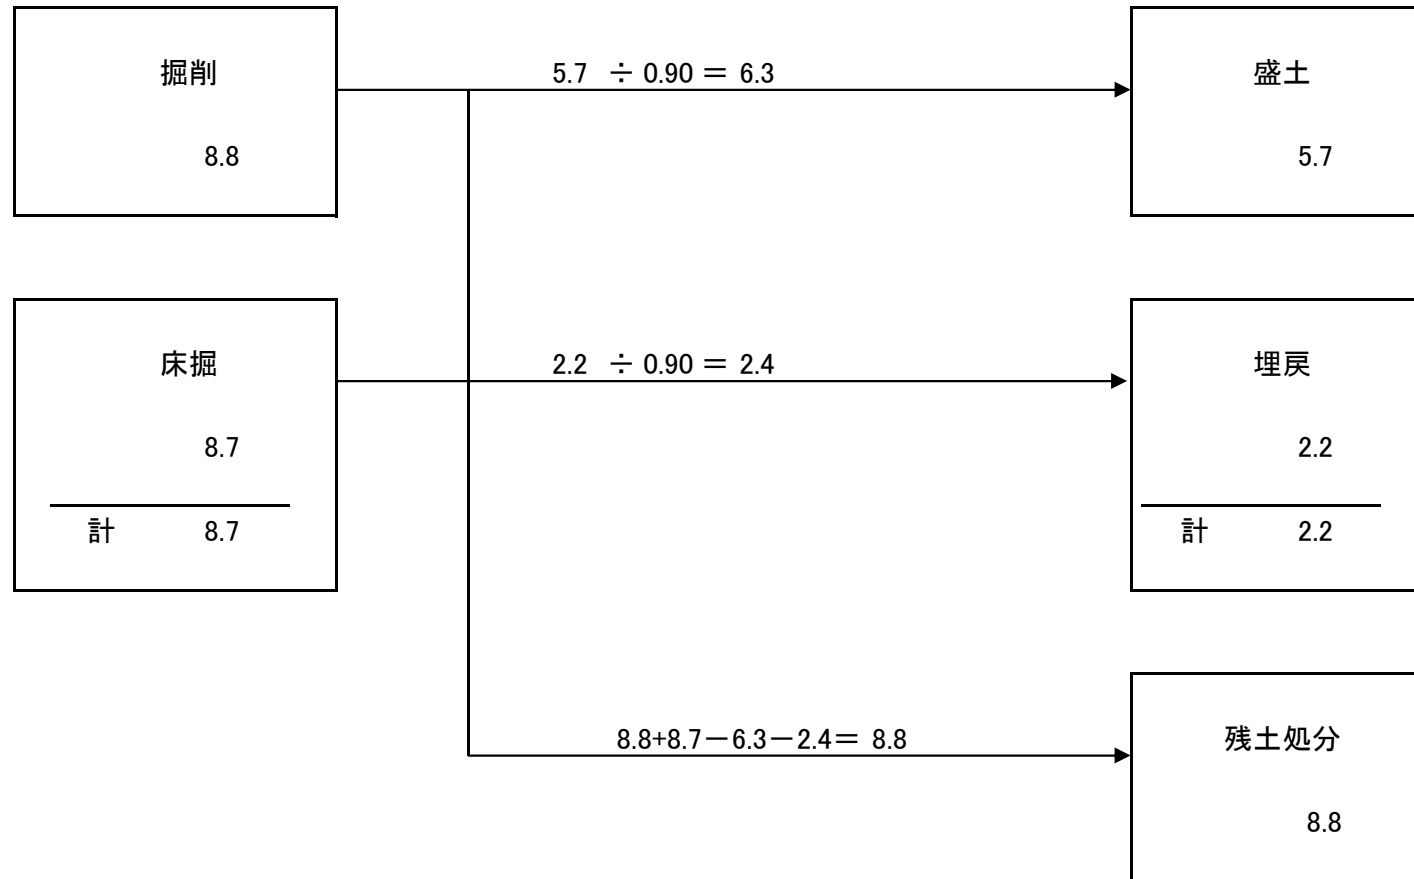 掘削
8.8
5.7 ÷ 0.90 = 6.3
盛土
5.7
床掘
8.7
計 8.7
2.2 ÷ 0.90 = 2.4
埋戻
2.2
計 2.2
8.8+8.7－6.3－2.4＝ 8.8
残土処分
8.8